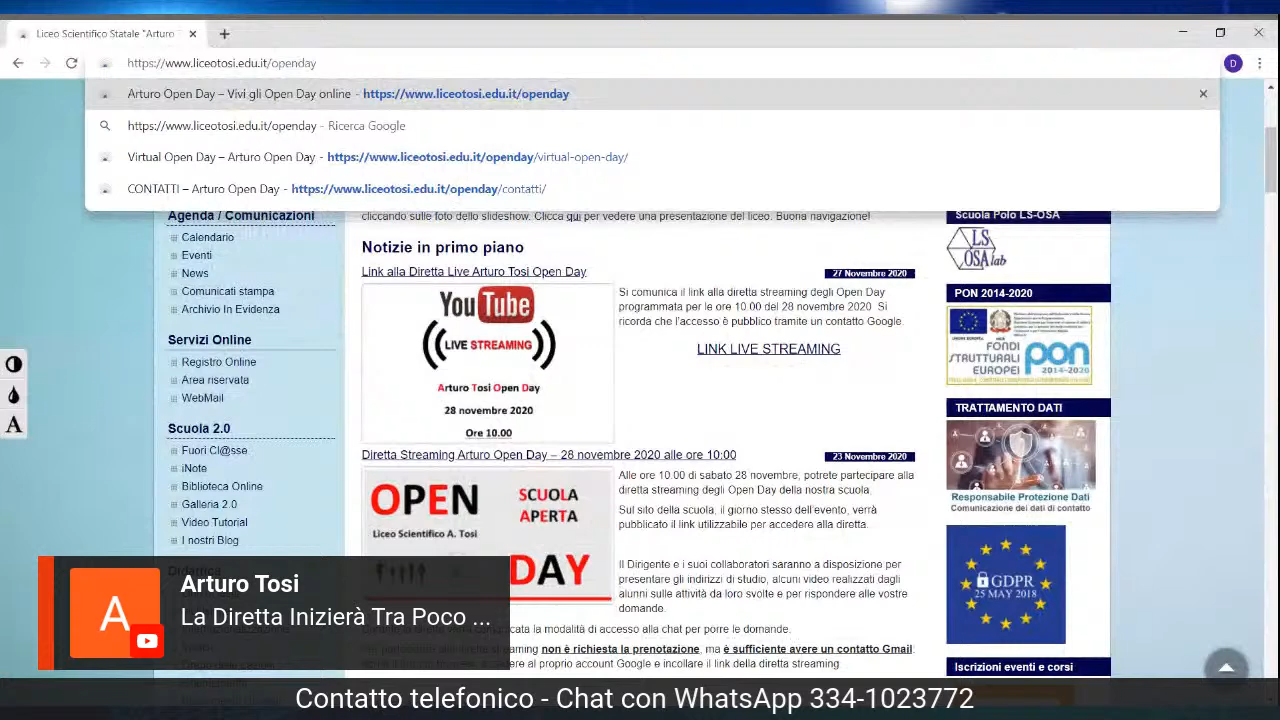 Liceo Scientifico Statale "Arturo
https://www.liceotosi.edu.it/openday
D
Arturo Open Day – Vivi gli Open Day online - https://www.liceotosi.edu.it/openday
https://www.liceotosi.edu.it/openday - Ricerca Google
Virtual Open Day – Arturo Open Day - https://www.liceotosi.edu.it/openday/virtual-open-day/
CONTATTI – Arturo Open Day - https://www.liceotosi.edu.it/openday/contatti/
Agenda / Comunicazioni
Calendario
Eventi
News
Comunicati stampa
Archivio In Evidenza
Servizi Online
Registro Online
Area riservata
WebMail
Scuola 2.0
Fuori Cl@sse
iNote
Biblioteca Online
Galleria 2.0
Video Tutorial
I nostri Blog
cliccando sulle foto dello slideshow. Clicca qui per vedere una presentazione del liceo. Buona navigazione!
Notizie in primo piano
Link alla Diretta Live Arturo Tosi Open Day
27 Novembre 2020
YouTube
LIVE STREAMING
Arturo Tosi Open Day
28 novembre 2020
Ore 10.00
Si comunica il link alla diretta streaming degli Open Day
programmata per le ore 10.00 del 28 novembre 2020. Si
ricorda che l'accesso è pubblico tramite un contatto Google
LINK LIVE STREAMING
Diretta Streaming Arturo Open Day – 28 novembre 2020 alle ore 10:00
23 Novembre 2020
OPEN
SCUOLA
APERTA
Liceo Scientifico A. Tosi
DAY
Alle ore 10.00 di sabato 28 novembre, potrete partecipare alla
diretta streaming degli Open Day della nostra scuola.
Sul sito della scuola, il giorno stesso dell'evento, verrà
pubblicato il link utilizzabile per accedere alla diretta.
Il Dirigente e i suoi collaboratori saranno a disposizione per
presentare gli indirizzi di studio, alcuni video realizzati dagli
alunni sulle attività da loro svolte e per rispondere alle vostre
domande.
la modalità di accesso alla chat per porre le domande.
non è richiesta la prenotazione, ma è sufficiente avere un contatto Gmail:
al proprio account Google e incollare il link della diretta streaming
Scuola Polo LS-OSA
LS
OSA lab
PON 2014-2020
FONDI
STRUTTURALI
EUROPEI
pon
2014-2020
TRATTAMENTO DATI
Responsabile Protezione Dati
Comunicazione dei dati di contatto
GDPR
25 MAY 2018
Iscrizioni eventi e corsi
A
A
Arturo Tosi
La Diretta Inizierà Tra Poco ...
Contatto telefonico - Chat con WhatsApp 334-1023772